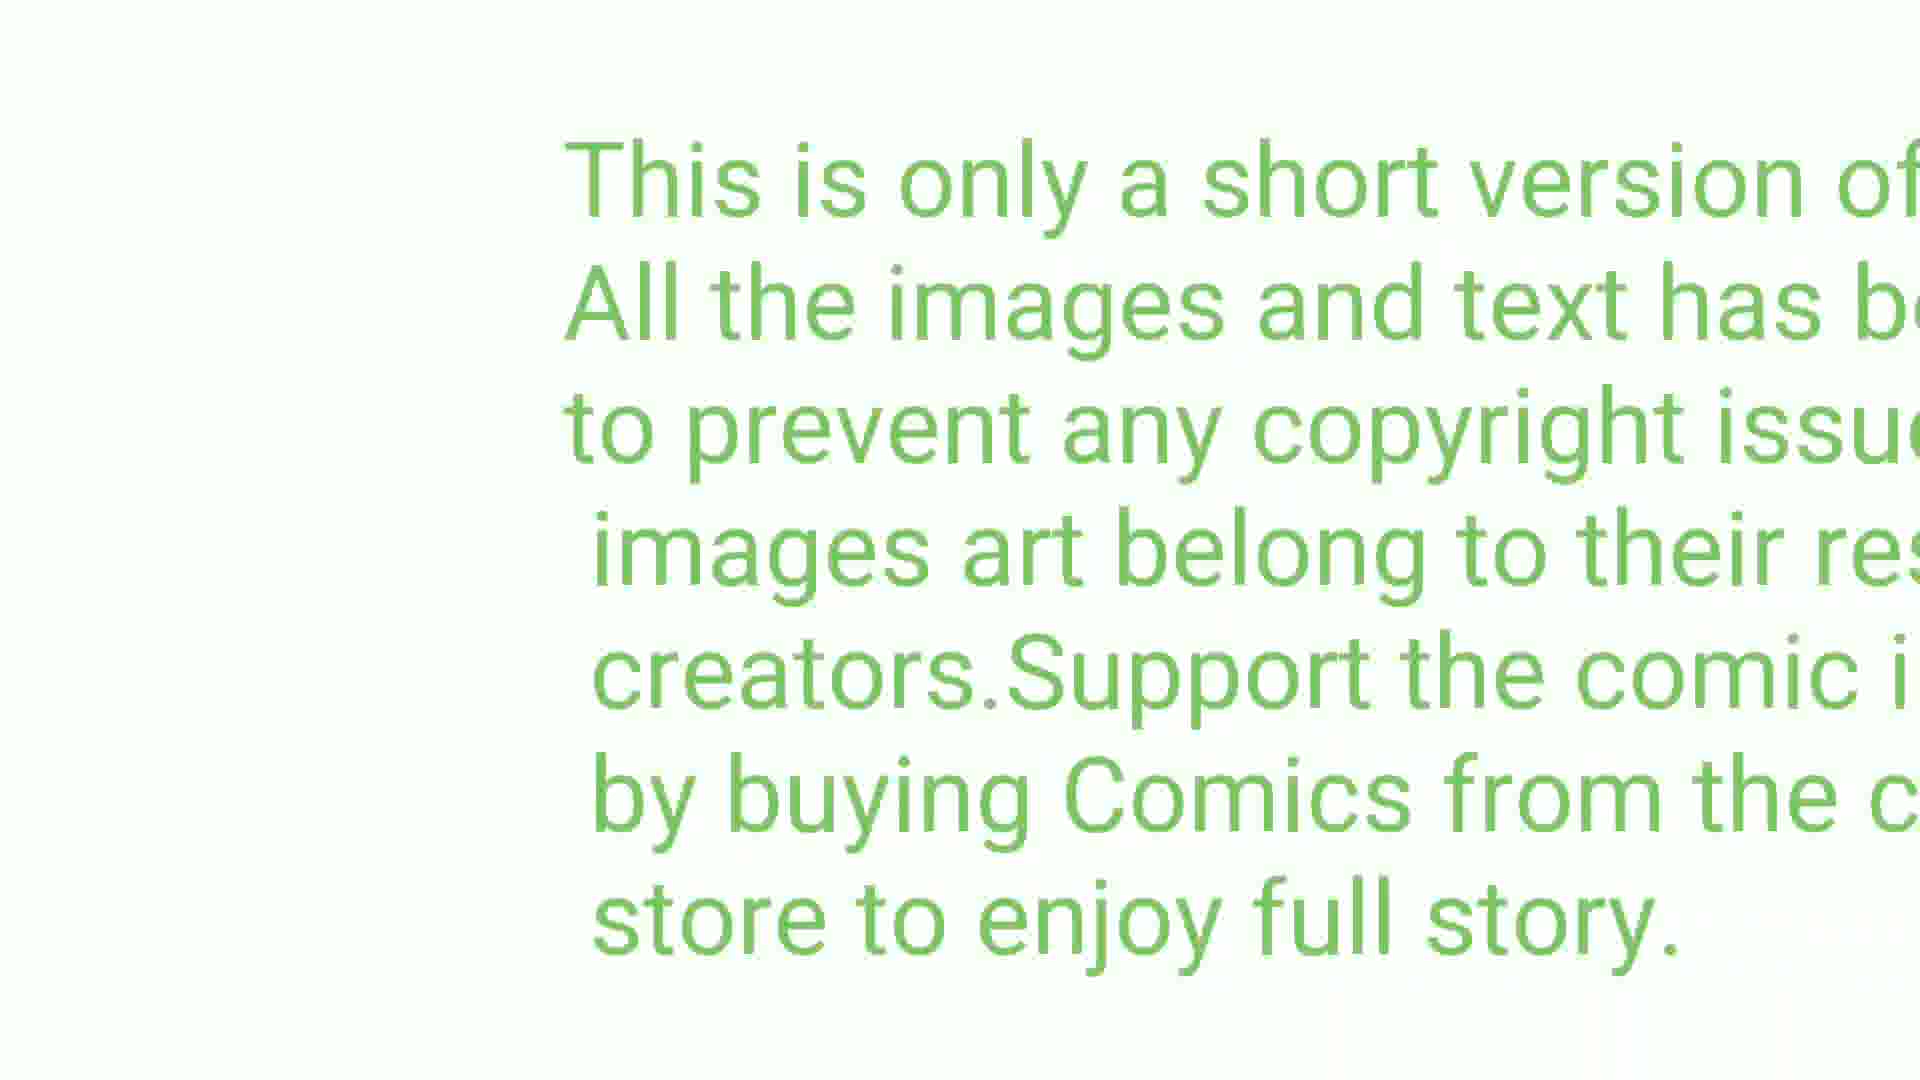 This is only a short version of
All the images and text has
to prevent any copyright
images art belong to their
creators.Support the comic
by buying Comics from the
store to enjoy full story.